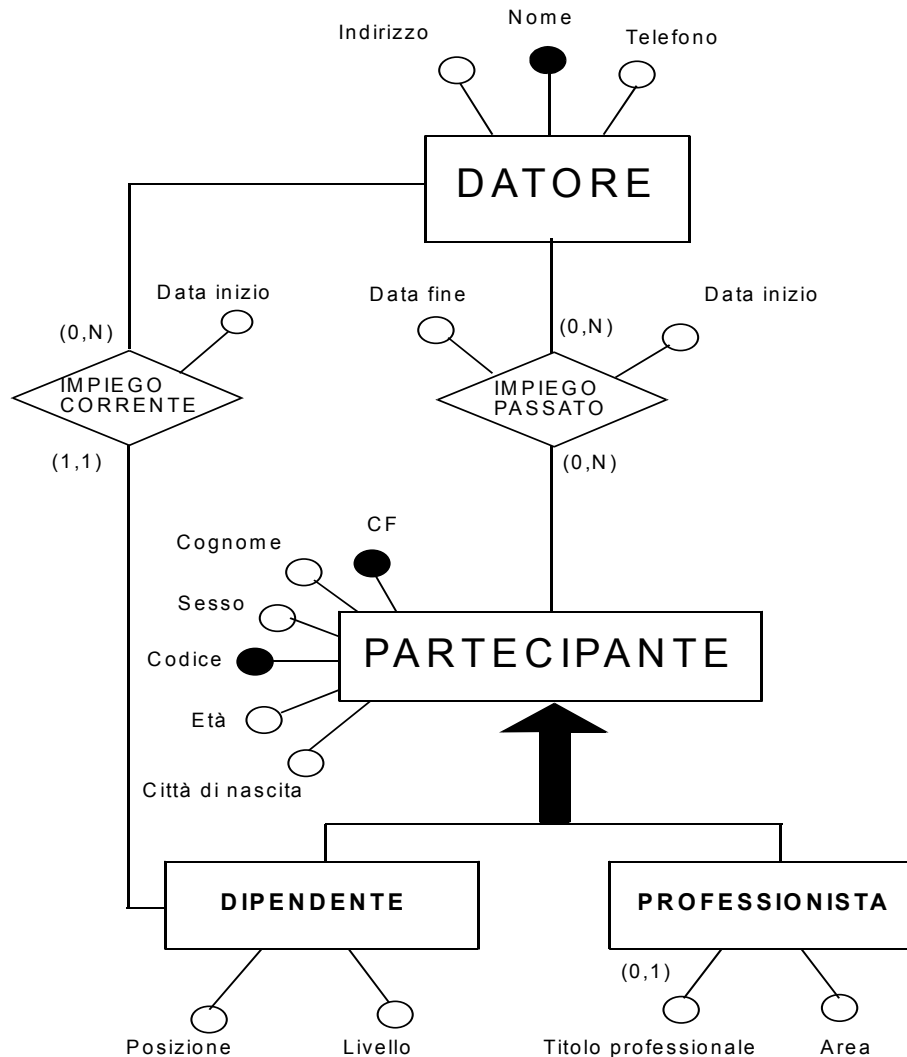 Nome
Indirizzo
Telefono
DATORE
Data inizio
Data fine
Data inizio
(0,N)
(0,N)
IMPIEGO
CORRENTE
IMPIEGO
PASSATO
(1,1)
(0,N)
CF
Cognome
Sesso
Codice
PARTECIPANTE
Età
Città di nascita
DIPENDENTE
PROFESSIONISTA
(0,1)
Posizione
Livello
Titolo professionale
Area